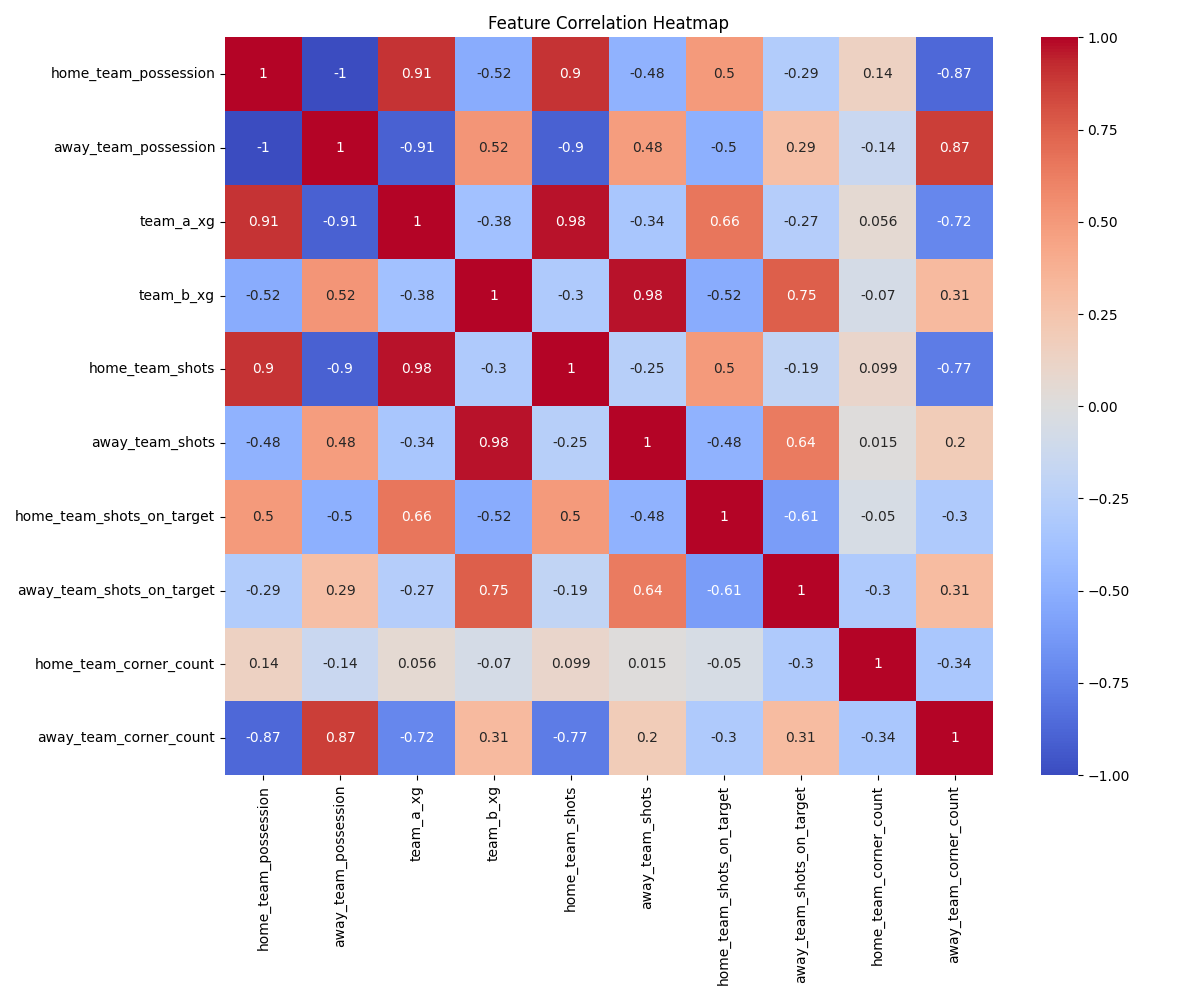 Feature Correlation Heatmap
home_team_possession 1 -1 0.91 -0.52 0.9 -0.48 0.5 -0.29 0.14 -0.87
away_team_possession -1 1 -0.91 0.52 -0.9 0.48 -0.5 0.29 -0.14 0.87
team_a_xg 0.91 -0.91 1 -0.38 0.98 -0.34 0.66 -0.27 0.056 -0.72
team_b_xg -0.52 0.52 -0.38 1 -0.3 0.98 -0.52 0.75 -0.07 0.31
home_team_shots 0.9 -0.9 0.98 -0.3 1 -0.25 0.5 -0.19 0.099 -0.77
away_team_shots -0.48 0.48 -0.34 0.98 -0.25 1 -0.48 0.64 0.015 0.2
home_team_shots_on_target 0.5 -0.5 0.66 -0.52 0.5 -0.48 1 -0.61 -0.05 -0.3
away_team_shots_on_target -0.29 0.29 -0.27 0.75 -0.19 0.64 -0.61 1 -0.3 0.31
home_team_corner_count 0.14 -0.14 0.056 -0.07 0.099 0.015 -0.05 -0.3 1 -0.34
away_team_corner_count -0.87 0.87 -0.72 0.31 -0.77 0.2 -0.3 0.31 -0.34 1
home_team_possession
away_team_possession
team_a_xg
team_b_xg
home_team_shots
away_team_shots
home_team_shots_on_target
away_team_shots_on_target
home_team_corner_count
away_team_corner_count
1.00
0.75
0.50
0.25
0.00
−0.25
−0.50
−0.75
−1.00